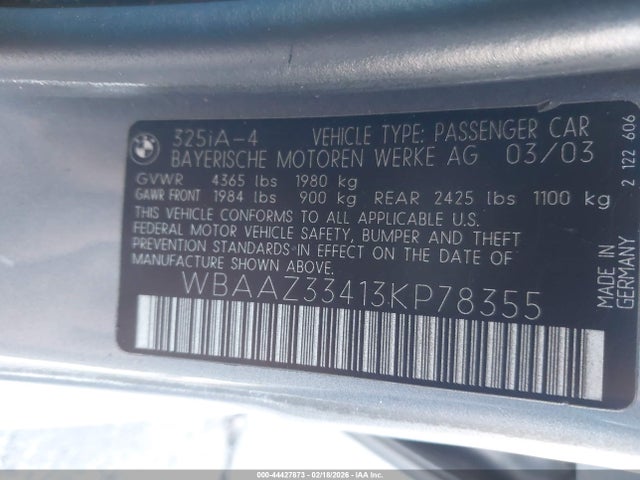 325iA-4 VEHICLE TYPE: PASSENGER CAR
BAYERISCHE MOTOREN WERKE AG 03/03
GVWR 4365 lbs 1980 kg
GAWR FRONT 1984 lbs 900 kg REAR 2425 lbs 1100 kg
THIS VEHICLE CONFORMS TO ALL APPLICABLE U.S.
FEDERAL MOTOR VEHICLE SAFETY, BUMPER AND THEFT
PREVENTION STANDARDS IN EFFECT ON THE DATE OF
MANUFACTURE SHOWN ABOVE.
WBAAZ33413KP78355
2 122 606
MADE IN
GERMANY
000-44427873 - 02/18/2026 - IAA Inc.